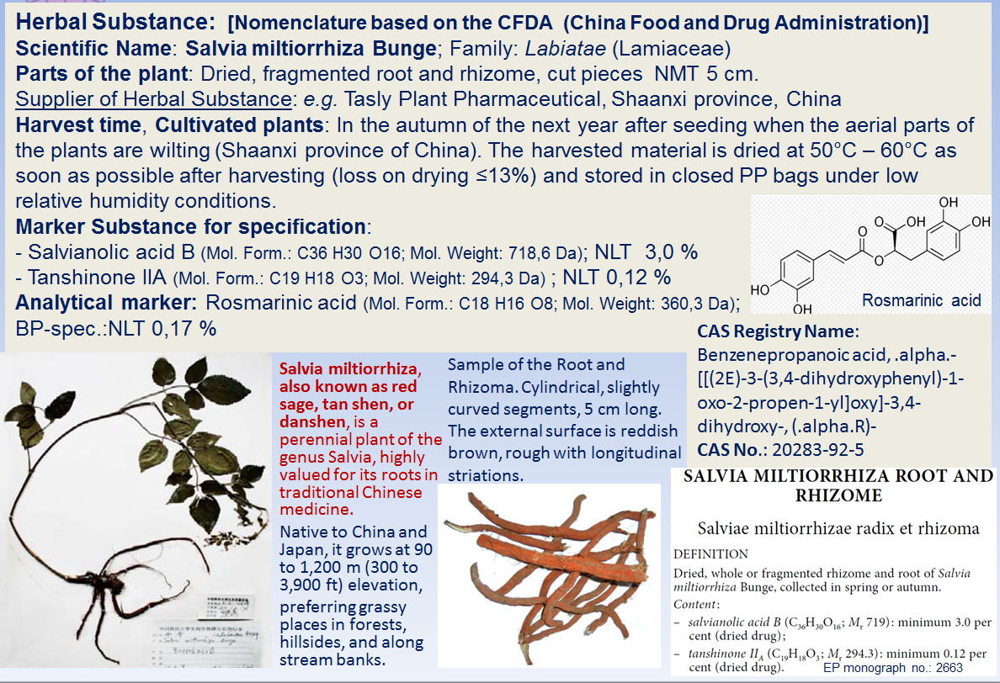 Herbal Substance: [Nomenclature based on the CFDA (China Food and Drug Administration)]
Scientific Name: Salvia miltiorrhiza Bunge; Family: Labiatae (Lamiaceae)
Parts of the plant: Dried, fragmented root and rhizome, cut pieces NMT 5 cm.
Supplier of Herbal Substance: e.g. Tasly Plant Pharmaceutical, Shaanxi province, China
Harvest time, Cultivated plants: In the autumn of the next year after seeding when the aerial parts of
the plants are wilting (Shaanxi province of China). The harvested material is dried at 50°C – 60°C as
soon as possible after harvesting (loss on drying ≤13%) and stored in closed PP bags under low
relative humidity conditions.
Marker Substance for specification:
- Salvianolic acid B (Mol. Form.: C36 H30 O16; Mol. Weight: 718,6 Da); NLT 3,0 %
- Tanshinone IIA (Mol. Form.: C19 H18 O3; Mol. Weight: 294,3 Da) ; NLT 0,12 %
Analytical marker: Rosmarinic acid (Mol. Form.: C18 H16 O8; Mol. Weight: 360,3 Da);
BP-spec.:NLT 0,17 %
OH
O
OH
OH
O
O
HO
OH
Rosmarinic acid
CAS Registry Name:
Benzenepropanoic acid, .alpha.-
[[(2E)-3-(3,4-dihydroxyphenyl)-1-
oxo-2-propen-1-yl]oxy]-3,4-
dihydroxy-, (.alpha.R)-
CAS No.: 20283-92-5
Salvia miltiorrhiza,
also known as red
sage, tan shen, or
danshen, is a
perennial plant of the
genus Salvia, highly
valued for its roots in
traditional Chinese
medicine.
Native to China and
Japan, it grows at 90
to 1,200 m (300 to
3,900 ft) elevation,
preferring grassy
places in forests,
hillsides, and along
stream banks.
Sample of the Root and
Rhizoma. Cylindrical, slightly
curved segments, 5 cm long.
The external surface is reddish
brown, rough with longitudinal
striations.
SALVIA MILTIORRHIZA ROOT AND
RHIZOME
Salviae miltiorrhizae radix et rhizoma
DEFINITION
Dried, whole or fragmented rhizome and root of Salvia
miltiorrhiza Bunge, collected in spring or autumn.
Content:
– salvianolic acid B (C36H30O16; Mr 719): minimum 3.0 per
cent (dried drug);
– tanshinone IIA (C19H18O3; Mr 294.3): minimum 0.12 per
cent (dried drug). EP monograph no.: 2663